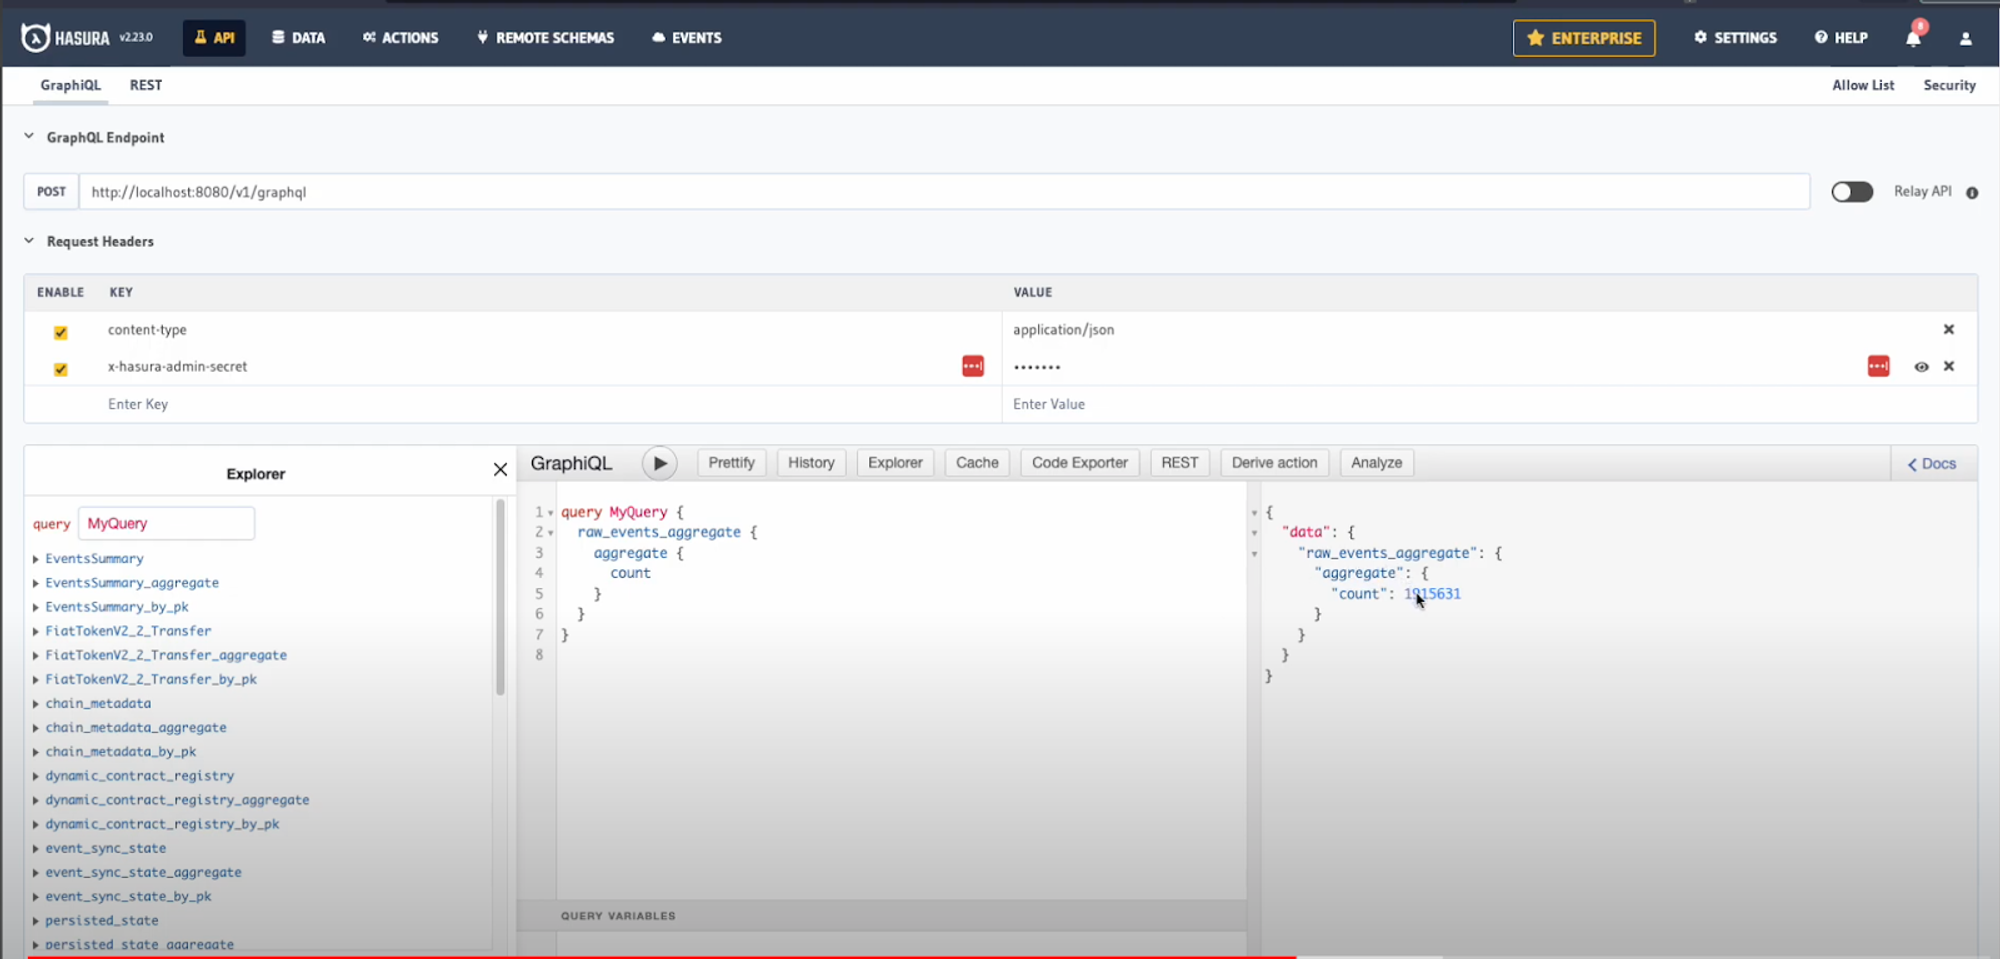 HASURA v2.23.0 API DATA ACTIONS REMOTE SCHEMAS EVENTS ENTERPRISE SETTINGS HELP
GraphiQL REST Allow List Security
GraphQL Endpoint
POST http://localhost:8080/v1/graphql Relay API
Request Headers
ENABLE KEY VALUE
content-type application/json
x-hasura-admin-secret •••••••
Enter Key Enter Value
Explorer
GraphiQL Prettify History Explorer Cache Code Exporter REST Derive action Analyze Docs
query MyQuery
EventsSummary
EventsSummary_aggregate
EventsSummary_by_pk
FiatTokenV2_2_Transfer
FiatTokenV2_2_Transfer_aggregate
FiatTokenV2_2_Transfer_by_pk
chain_metadata
chain_metadata_aggregate
chain_metadata_by_pk
dynamic_contract_registry
dynamic_contract_registry_aggregate
dynamic_contract_registry_by_pk
event_sync_state
event_sync_state_aggregate
event_sync_state_by_pk
persisted_state
persisted_state_aggregate
1 query MyQuery {
2 raw_events_aggregate {
3 aggregate {
4 count
5 }
6 }
7 }
8
QUERY VARIABLES
{
"data": {
"raw_events_aggregate": {
"aggregate": {
"count": 1915631
}
}
}
}